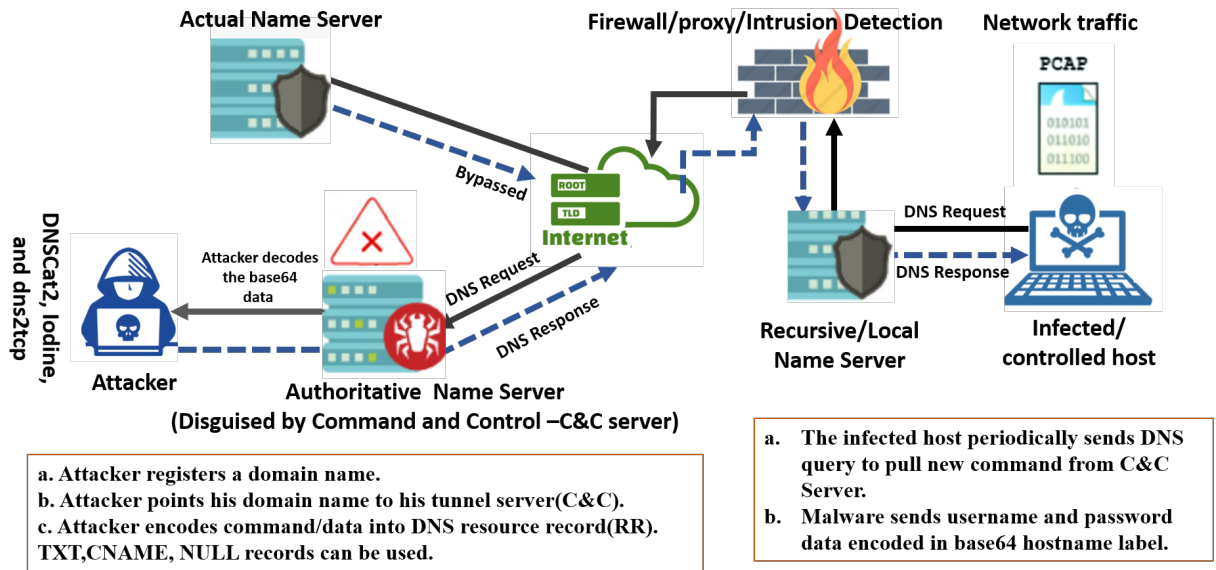 Actual Name Server
Firewall/proxy/Intrusion Detection
Network traffic
PCAP
010101
011010
011100
Bypassed
ROOT
TLD
Internet
DNS Request
DNS Response
DNSCat2, Iodine,
and dns2tcp
Attacker decodes
the base64
data
DNS Request
DNS Response
Attacker
Authoritative Name Server
(Disguised by Command and Control –C&C server)
Recursive/Local
Name Server
Infected/
controlled host
a. Attacker registers a domain name.
b. Attacker points his domain name to his tunnel server(C&C).
c. Attacker encodes command/data into DNS resource record(RR).
TXT,CNAME, NULL records can be used.
a. The infected host periodically sends DNS
query to pull new command from C&C
Server.
b. Malware sends username and password
data encoded in base64 hostname label.